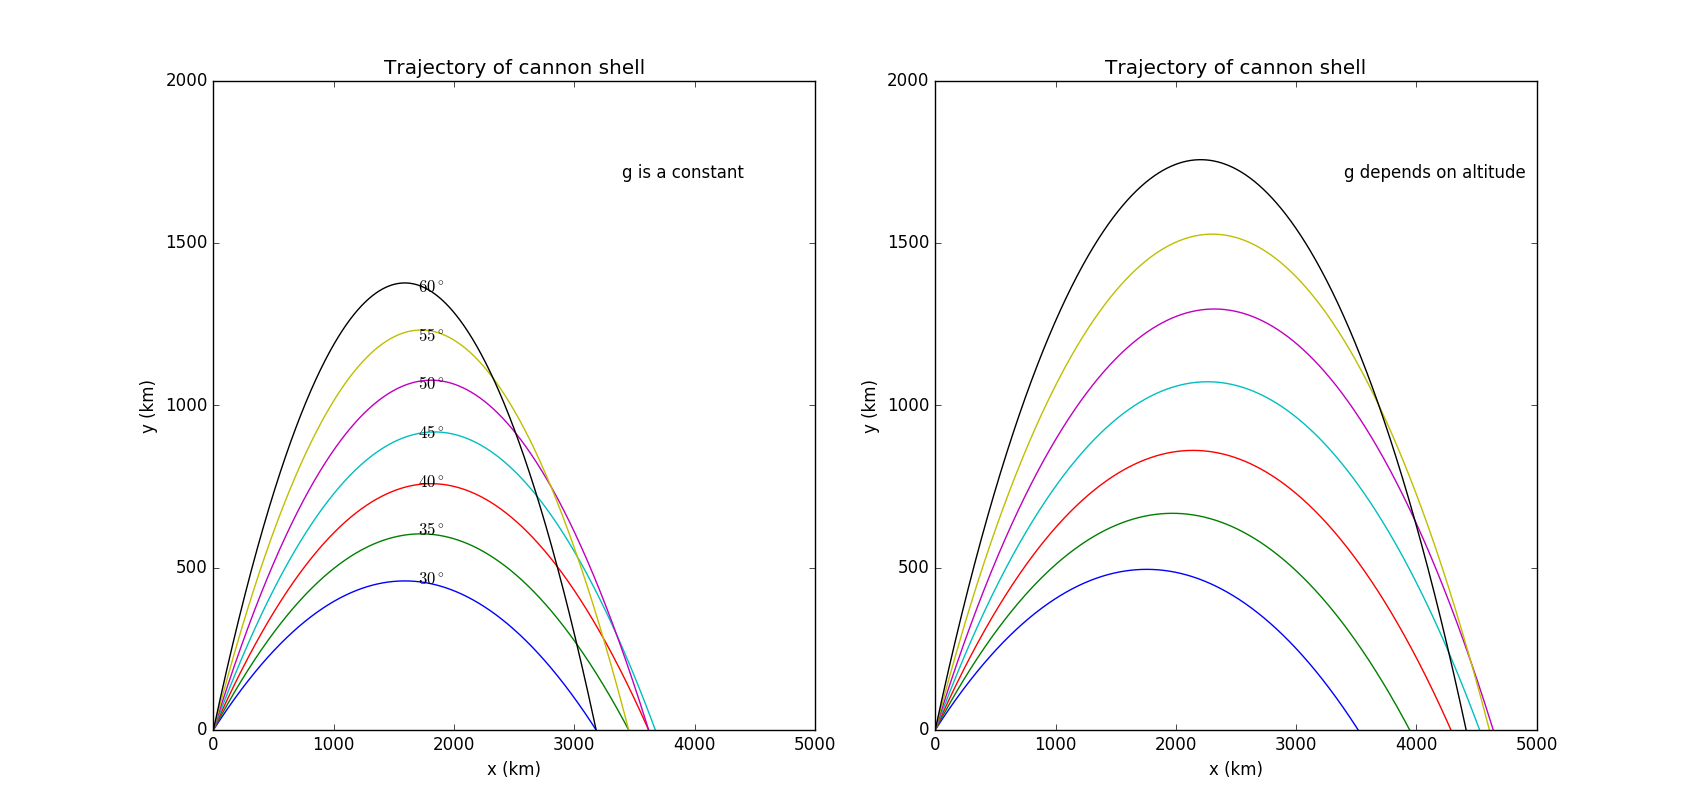 Trajectory of cannon shell
2000
g is a constant
1500
60°
55°
50°
1000
45°
40°
35°
500
30°
0
0 1000 2000 3000 4000 5000
x (km)
y (km)
Trajectory of cannon shell
2000
g depends on altitude
1500
1000
500
0
0 1000 2000 3000 4000 5000
x (km)
y (km)